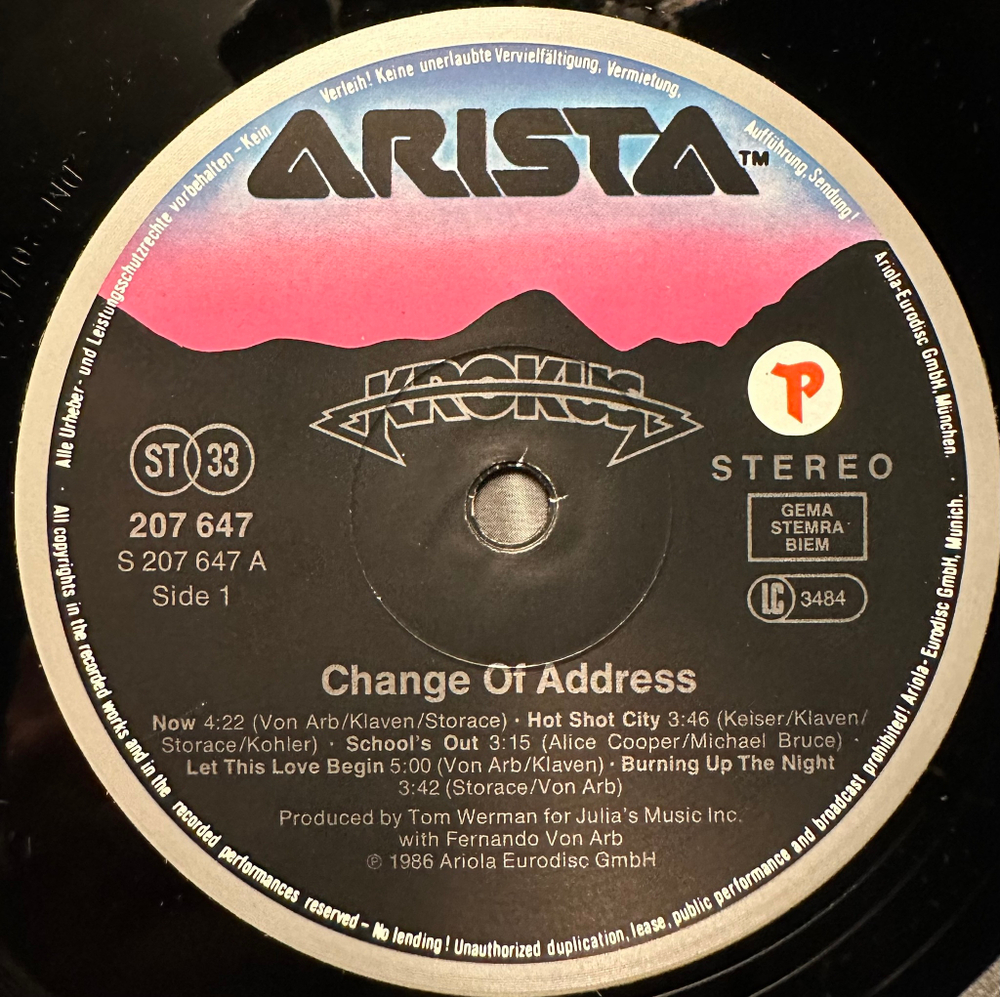 Alle Urheber- und Leistungsschutzrechte vorbehalten – Kein Verleih! Keine unerlaubte Vervielfältigung, Vermietung, Aufführung, Sendung!
ARISTA™
Ariola-Eurodisc GmbH, München.
KROKUS
P
ST 33
STEREO
207 647
GEMA
STEMRA
BIEM
S 207 647 A
Side 1
LC 3484
Change Of Address
Now 4:22 (Von Arb/Klaven/Storace) · Hot Shot City 3:46 (Keiser/Klaven/
Storace/Kohler) · School's Out 3:15 (Alice Cooper/Michael Bruce) ·
Let This Love Begin 5:00 (Von Arb/Klaven) · Burning Up The Night
3:42 (Storace/Von Arb)
Produced by Tom Werman for Julia's Music Inc.
with Fernando Von Arb
℗ 1986 Ariola Eurodisc GmbH
All copyrights in the recorded works and in the recorded performances reserved – No lending! Unauthorized duplication, lease, public performance and broadcast prohibited! Ariola-Eurodisc GmbH, Munich.